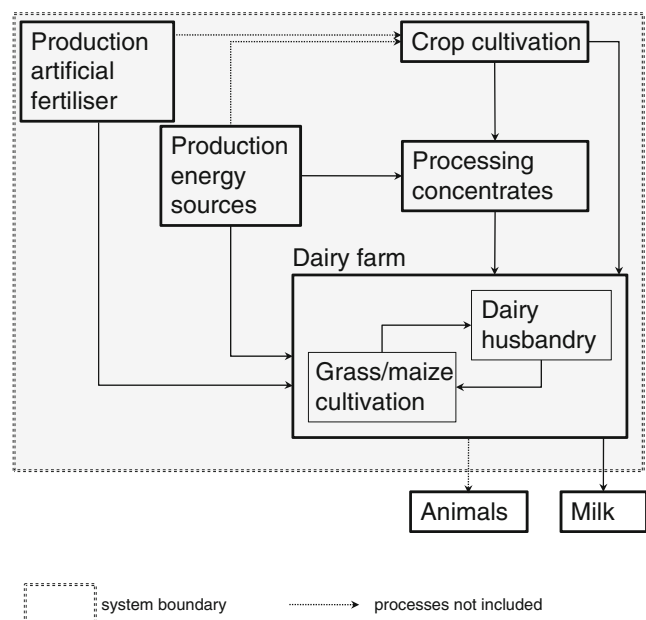 Production
artificial
fertiliser
Crop cultivation
Production
energy
sources
Processing
concentrates
Dairy farm
Dairy
husbandry
Grass/maize
cultivation
Animals
Milk
system boundary
processes not included